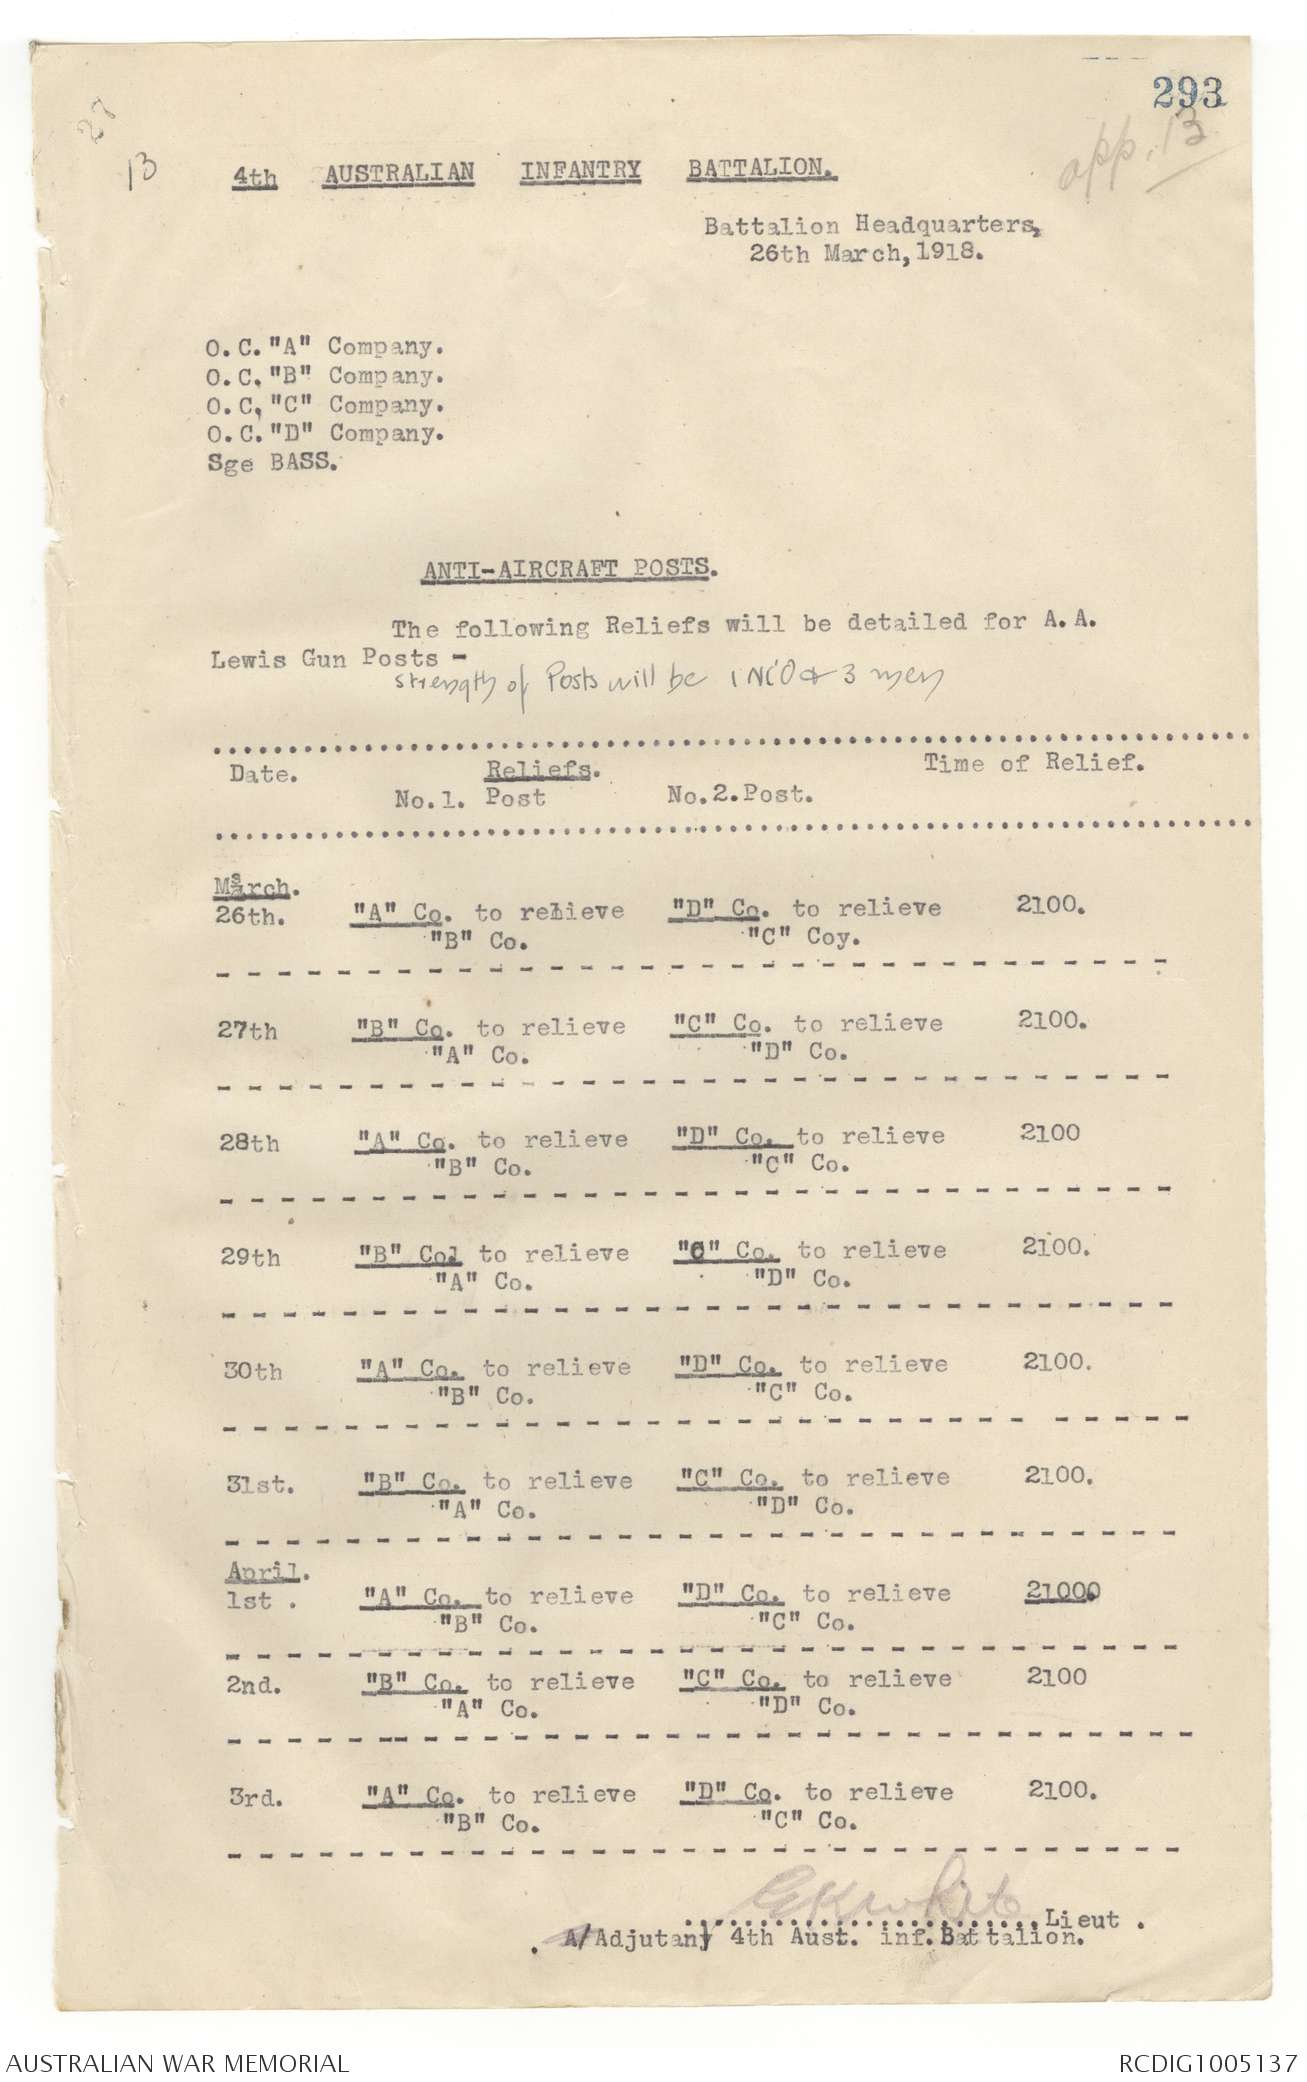 293
27
13
app. 13
4th AUSTRALIAN INFANTRY BATTALION.
Battalion Headquarters,
26th March, 1918.
O.C. "A" Company.
O.C. "B" Company.
O.C. "C" Company.
O.C. "D" Company.
Sge BASS.
ANTI-AIRCRAFT POSTS.
The following Reliefs will be detailed for A.A.
Lewis Gun Posts -
strength of Posts will be 1 NCO & 3 men
Date. Reliefs. Time of Relief.
No.1. Post No.2.Post.
March.
26th. "A" Co. to relieve "D" Co. to relieve 2100.
"B" Co. "C" Coy.
27th "B" Co. to relieve "C" Co. to relieve 2100.
"A" Co. "D" Co.
28th "A" Co. to relieve "D" Co. to relieve 2100
"B" Co. "C" Co.
29th "B" Co. to relieve "C" Co. to relieve 2100.
"A" Co. "D" Co.
30th "A" Co. to relieve "D" Co. to relieve 2100.
"B" Co. "C" Co.
31st. "B" Co. to relieve "C" Co. to relieve 2100.
"A" Co. "D" Co.
April.
1st . "A" Co. to relieve "D" Co. to relieve 21000
"B" Co. "C" Co.
2nd. "B" Co. to relieve "C" Co. to relieve 2100
"A" Co. "D" Co.
3rd. "A" Co. to relieve "D" Co. to relieve 2100.
"B" Co. "C" Co.
.......................Lieut .
A/Adjutant 4th Aust. inf. Battalion.
AUSTRALIAN WAR MEMORIAL RCDIG1005137